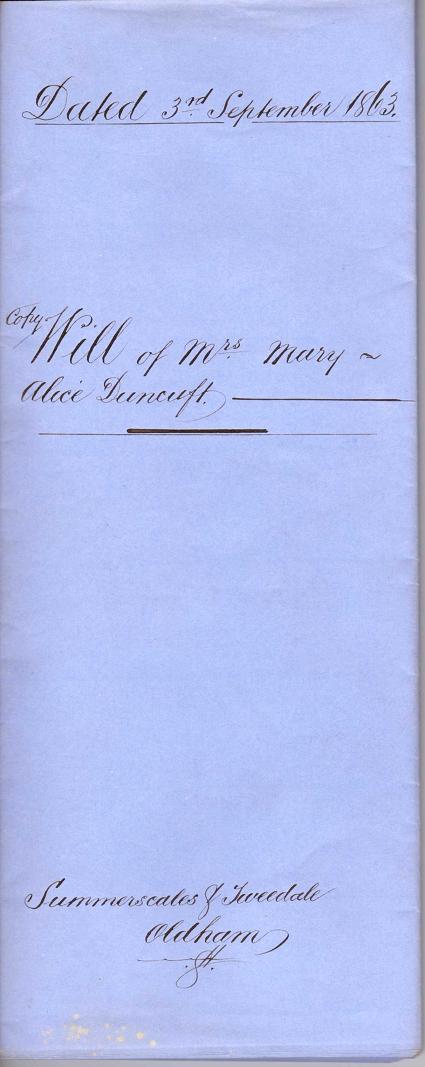 Dated 3rd September 1863.
Copy Will of Mrs. Mary ~
Alice Duncuft.
Summerscales & Tweedale
Oldham